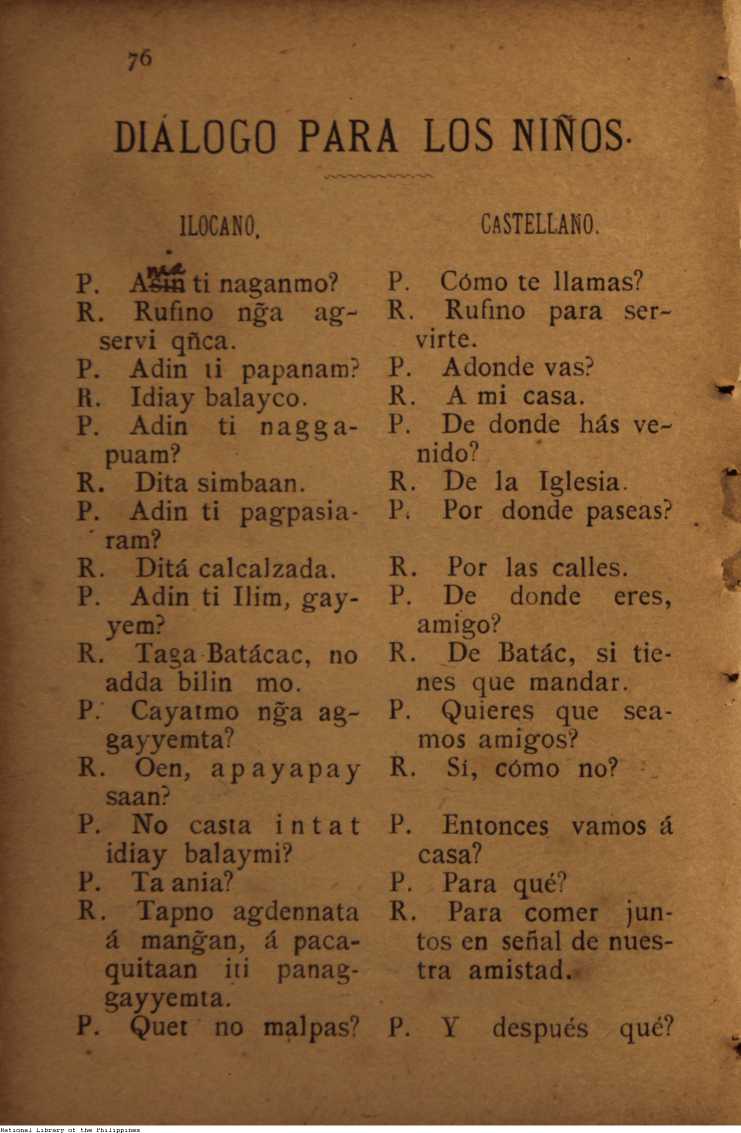 76
DIÁLOGO PARA LOS NIÑOS.
ILOCANO.
P. Asin ti naganmo?
R. Rufino ng̃a ag-
servi qñca.
P. Adin ti papanam?
R. Idiay balayco.
P. Adin ti nagga-
puam?
R. Dita simbaan.
P. Adin ti pagpasia-
ram?
R. Ditá calcalzada.
P. Adin ti Ilim, gay-
yem?
R. Taga Batácac, no
adda bilin mo.
P. Cayatmo ng̃a ag-
gayyemta?
R. Oen, apayapay
saan?
P. No casta intat
idiay balaymi?
P. Ta ania?
R. Tapno agdennata
á mang̃an, á paca-
quitaan iti panag-
gayyemta.
P. Quet no malpas?
CASTELLANO.
P. Cómo te llamas?
R. Rufino para ser-
virte.
P. Adonde vas?
R. A mi casa.
P. De donde hás ve-
nido?
R. De la Iglesia.
P. Por donde paseas?
R. Por las calles.
P. De donde eres,
amigo?
R. De Batác, si tie-
nes que mandar.
P. Quieres que sea-
mos amigos?
R. Sí, cómo no?
P. Entonces vamos á
casa?
P. Para qué?
R. Para comer jun-
tos en señal de nues-
tra amistad.
P. Y después qué?
National Library of the Philippines